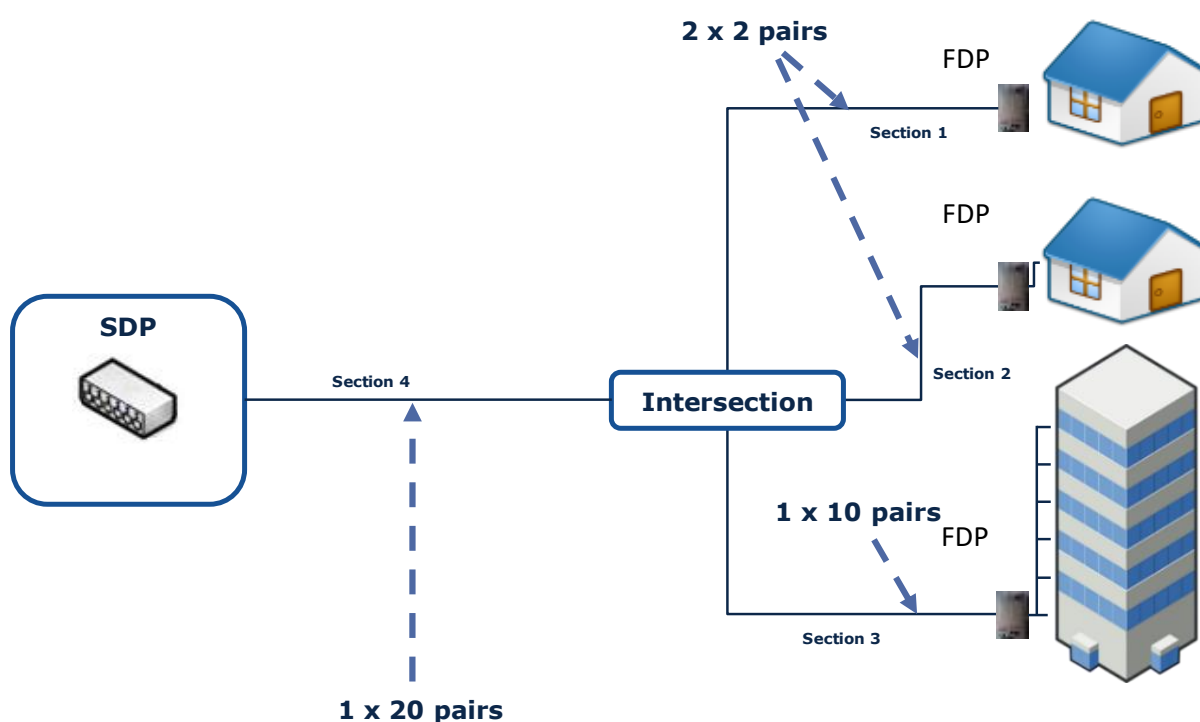 2 x 2 pairs
FDP
Section 1
FDP
SDP
Section 4
Section 2
Intersection
1 x 10 pairs
FDP
Section 3
1 x 20 pairs